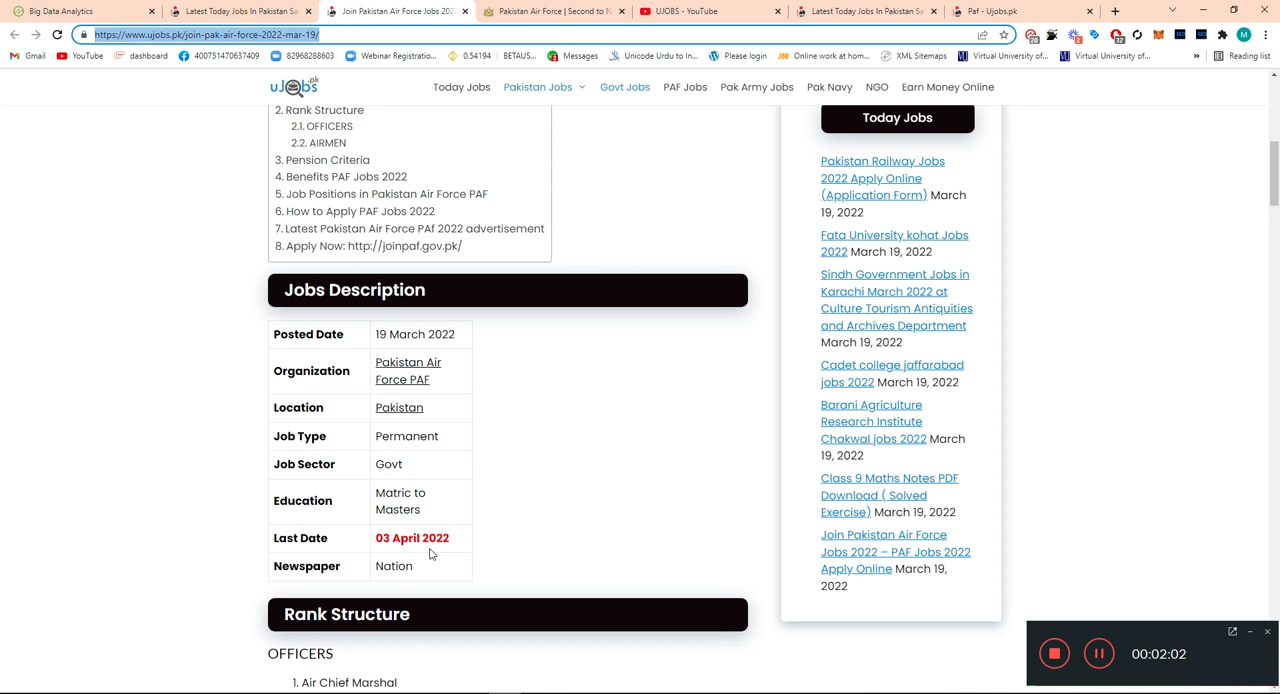 Big Data Analytics
Latest Today Jobs In Pakistan Sa
Join Pakistan Air Force Jobs 202
Pakistan Air Force | Second to N
UJOBS - YouTube
Latest Today Jobs In Pakistan Sa
Paf - Ujobs.pk
https://www.ujobs.pk/join-pak-air-force-2022-mar-19/
Gmail
YouTube
dashboard
400751470637409
82968288603
Webinar Registratio...
0.54194 | BETAUS...
Messages
Unicode Urdu to In...
Please login
Online work at hom...
XML Sitemaps
Virtual University of...
Virtual University of...
Reading list
uJobs.pk
Today Jobs
Pakistan Jobs
Govt Jobs
PAF Jobs
Pak Army Jobs
Pak Navy
NGO
Earn Money Online
2. Rank Structure
2.1. OFFICERS
2.2. AIRMEN
3. Pension Criteria
4. Benefits PAF Jobs 2022
5. Job Positions in Pakistan Air Force PAF
6. How to Apply PAF Jobs 2022
7. Latest Pakistan Air Force PAf 2022 advertisement
8. Apply Now: http://joinpaf.gov.pk/
Jobs Description
Posted Date 19 March 2022
Organization Pakistan Air
Force PAF
Location Pakistan
Job Type Permanent
Job Sector Govt
Education Matric to
Masters
Last Date 03 April 2022
Newspaper Nation
Rank Structure
OFFICERS
1. Air Chief Marshal
Today Jobs
Pakistan Railway Jobs
2022 Apply Online
(Application Form) March
19, 2022
Fata University kohat Jobs
2022 March 19, 2022
Sindh Government Jobs in
Karachi March 2022 at
Culture Tourism Antiquities
and Archives Department
March 19, 2022
Cadet college jaffarabad
jobs 2022 March 19, 2022
Barani Agriculture
Research Institute
Chakwal jobs 2022 March
19, 2022
Class 9 Maths Notes PDF
Download ( Solved
Exercise) March 19, 2022
Join Pakistan Air Force
Jobs 2022 – PAF Jobs 2022
Apply Online March 19,
2022
00:02:02